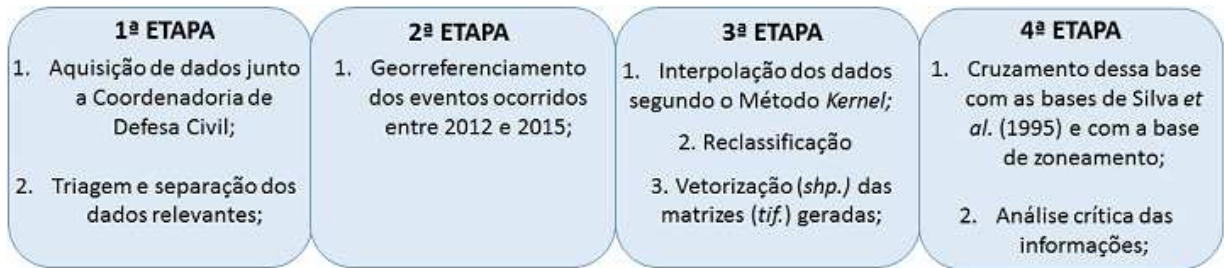 1ª ETAPA
1. Aquisição de dados junto
a Coordenadoria de
Defesa Civil;
2. Triagem e separação dos
dados relevantes;
2ª ETAPA
1. Georreferenciamento
dos eventos ocorridos
entre 2012 e 2015;
3ª ETAPA
1. Interpolação dos dados
segundo o Método Kernel;
2. Reclassificação
3. Vetorização (shp.) das
matrizes (tif.) geradas;
4ª ETAPA
1. Cruzamento dessa base
com as bases de Silva et
al. (1995) e com a base
de zoneamento;
2. Análise crítica das
informações;